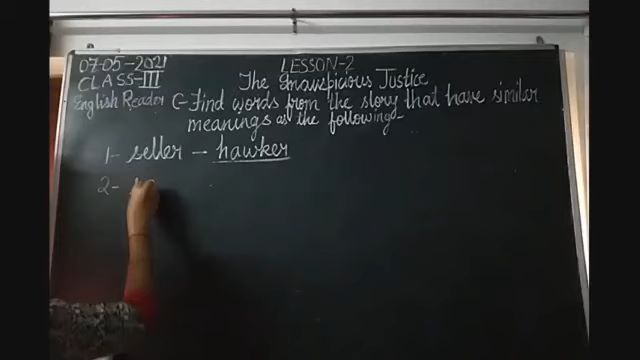 07-05-2021 LESSON-2
CLASS-III The Inauspicious Justice
English Reader C-Find words from the story that have similar
meanings as the following-
1- seller - hawker
2-